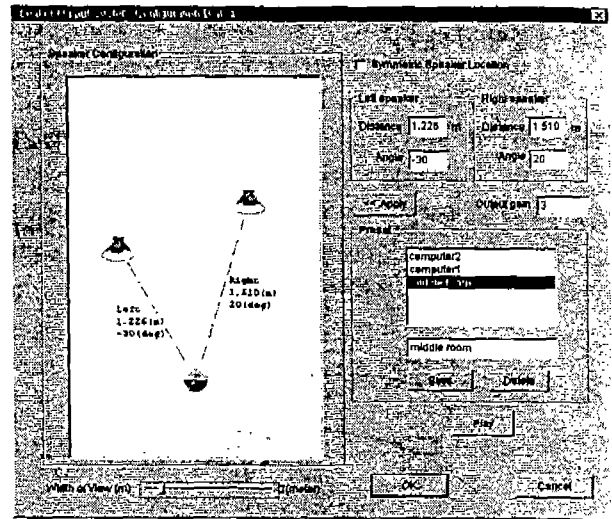 Speaker Configuration
Symmetric Speaker Location
Left speaker
Distance 1.226 m
Angle -30
Right speaker
Distance 1.510 m
Angle 20
<< Apply
Output gain 3
Preset
computer2
computer1
middle room
Save
Delete
Play
Right
1.510(m)
20(deg)
Left
1.226(m)
-30(deg)
Width of View (m)
(meter)
OK
Cancel